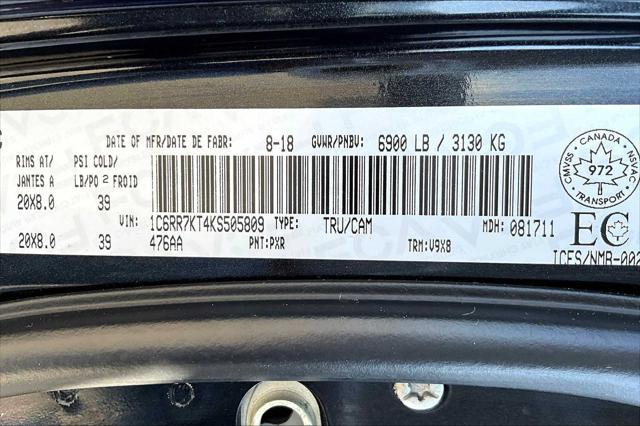 DATE OF MFR/DATE DE FABR: 8-18 GVWR/PNBV: 6900 LB / 3130 KG
RIMS AT/ PSI COLD/
JANTES A LB/PO 2 FROID
20X8.0 39
VIN: 1C6RR7KT4KS505809 TYPE: TRU/CAM MDH: 081711
20X8.0 39 476AA PNT:PXR TRM:V9X8
CANADA
CMVSS NSVAC
972
TRANSPORT
EC
ICES/NMB-002